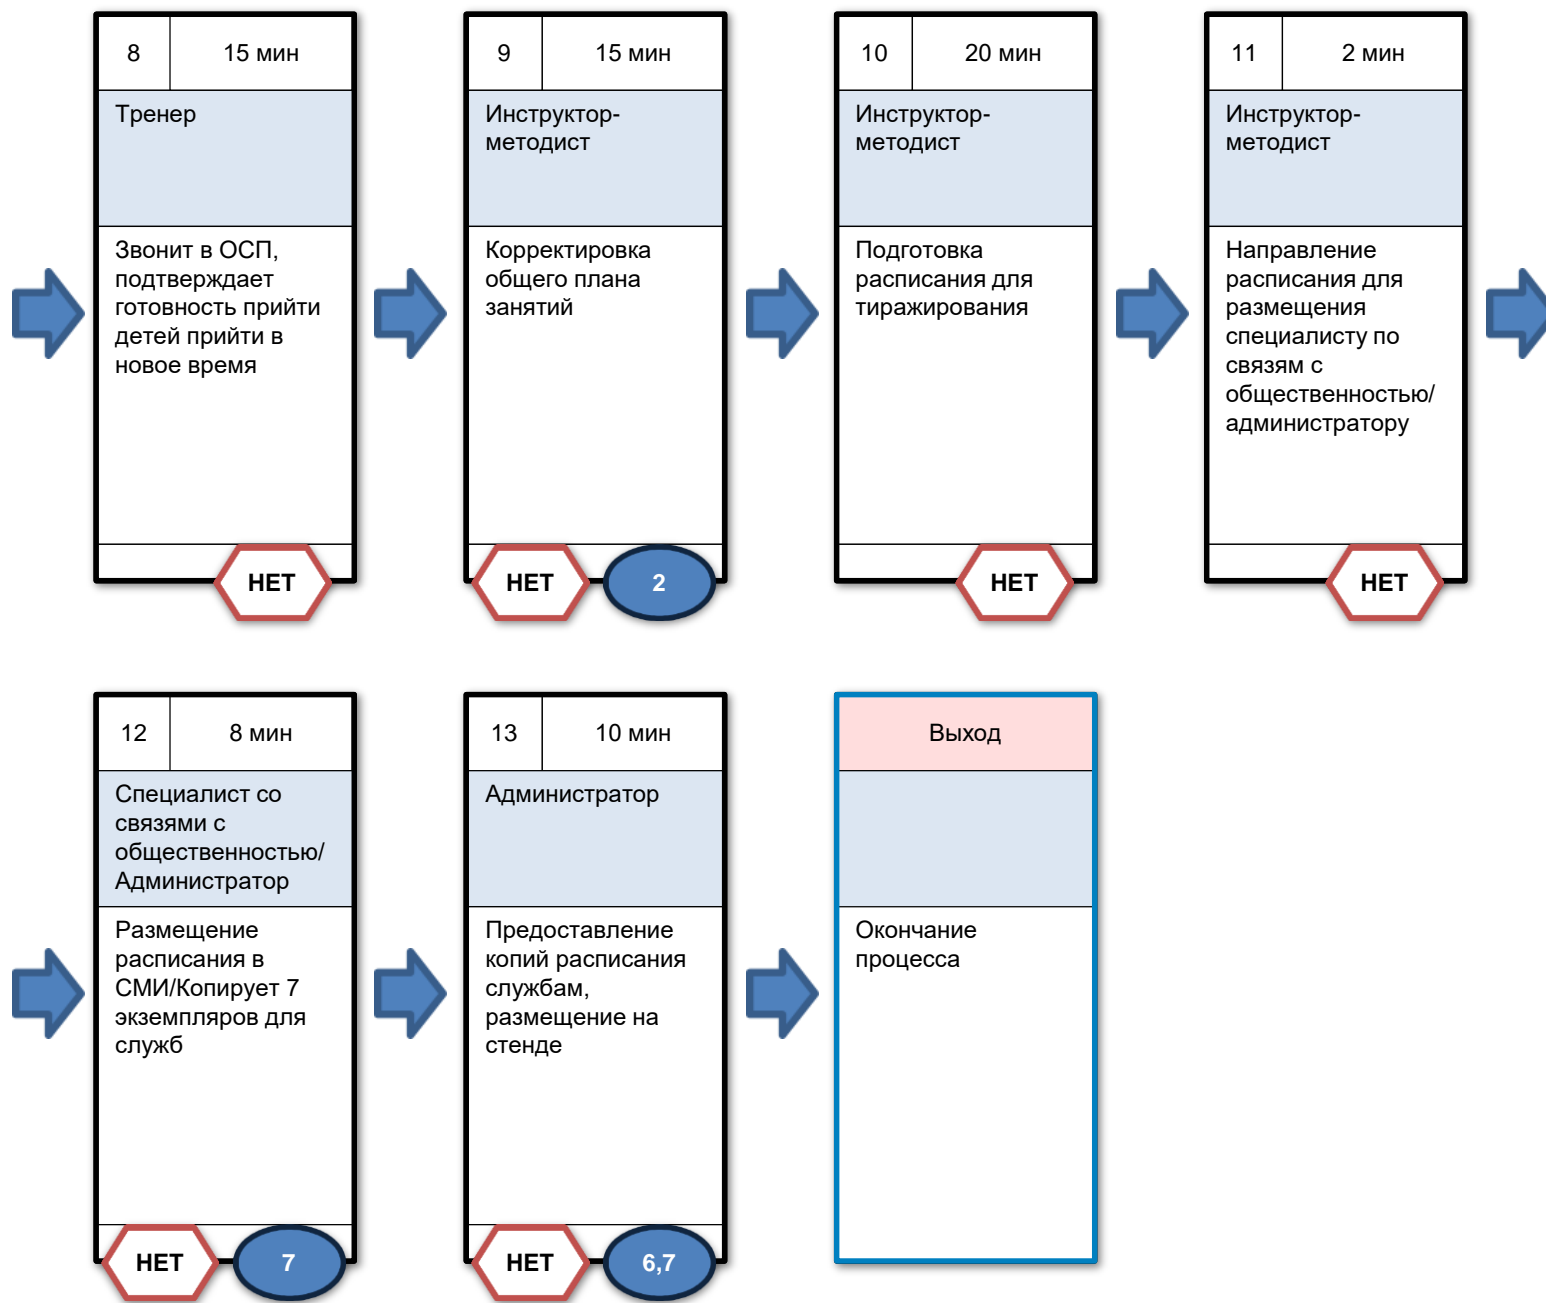 8
15 мин
Тренер
Звонит в ОСП,
подтверждает
готовность прийти
детей прийти в
новое время
НЕТ
9
15 мин
Инструктор-
методист
Корректировка
общего плана
занятий
НЕТ
2
10
20 мин
Инструктор-
методист
Подготовка
расписания для
тиражирования
НЕТ
11
2 мин
Инструктор-
методист
Направление
расписания для
размещения
специалисту по
связям с
общественностью/
администратору
НЕТ
12
8 мин
Специалист со
связями с
общественностью/
Администратор
Размещение
расписания в
СМИ/Копирует 7
экземпляров для
служб
НЕТ
7
13
10 мин
Администратор
Предоставление
копий расписания
службам,
размещение на
стенде
НЕТ
6,7
Выход
Окончание
процесса